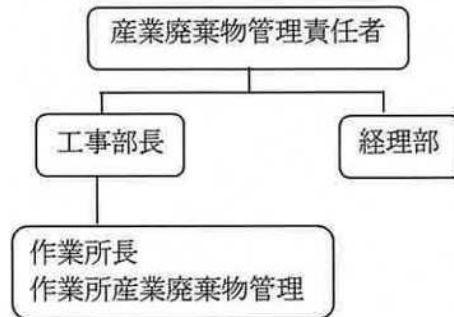 産業廃棄物管理責任者
工事部長
経理部
作業所長
作業所産業廃棄物管理